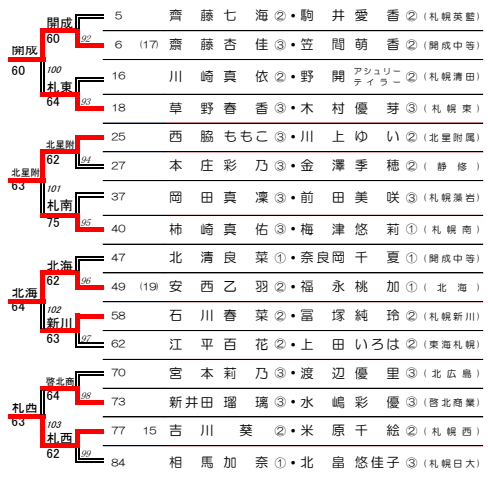 5 齊藤七海②・駒井愛香②(札幌英藍)
開成
60 92
6 (17) 齋藤杏佳③・笠間萌香②(開成中等)
開成
60 100
16 川崎真依②・野開アシュリーテイラー②(札幌清田)
札東
64 93
18 草野春香③・木村優芽③(札幌東)
25 西脇ももこ③・川上ゆい②(北星附属)
北星附
62 94
27 本庄彩乃③・金澤季穂②(静修)
北星附
63 101
37 岡田真凜③・前田美咲③(札幌藻岩)
札南
75 95
40 柿崎真佑③・梅津悠莉①(札幌南)
47 北清良菜①・奈良岡千夏①(開成中等)
北海
62 96
49 (19) 安西乙羽②・福永桃加①(北海)
北海
64 102
58 石川春菜②・冨塚純玲②(札幌新川)
新川
63 97
62 江平百花②・上田いろは②(東海札幌)
70 宮本莉乃③・渡辺優里③(北広島)
啓北商
64 98
73 新井田瑠璃③・水嶋彩優③(啓北商業)
札西
63 103
77 15 吉川葵②・米原千絵②(札幌西)
札西
62 99
84 相馬加奈①・北畠悠佳子③(札幌日大)